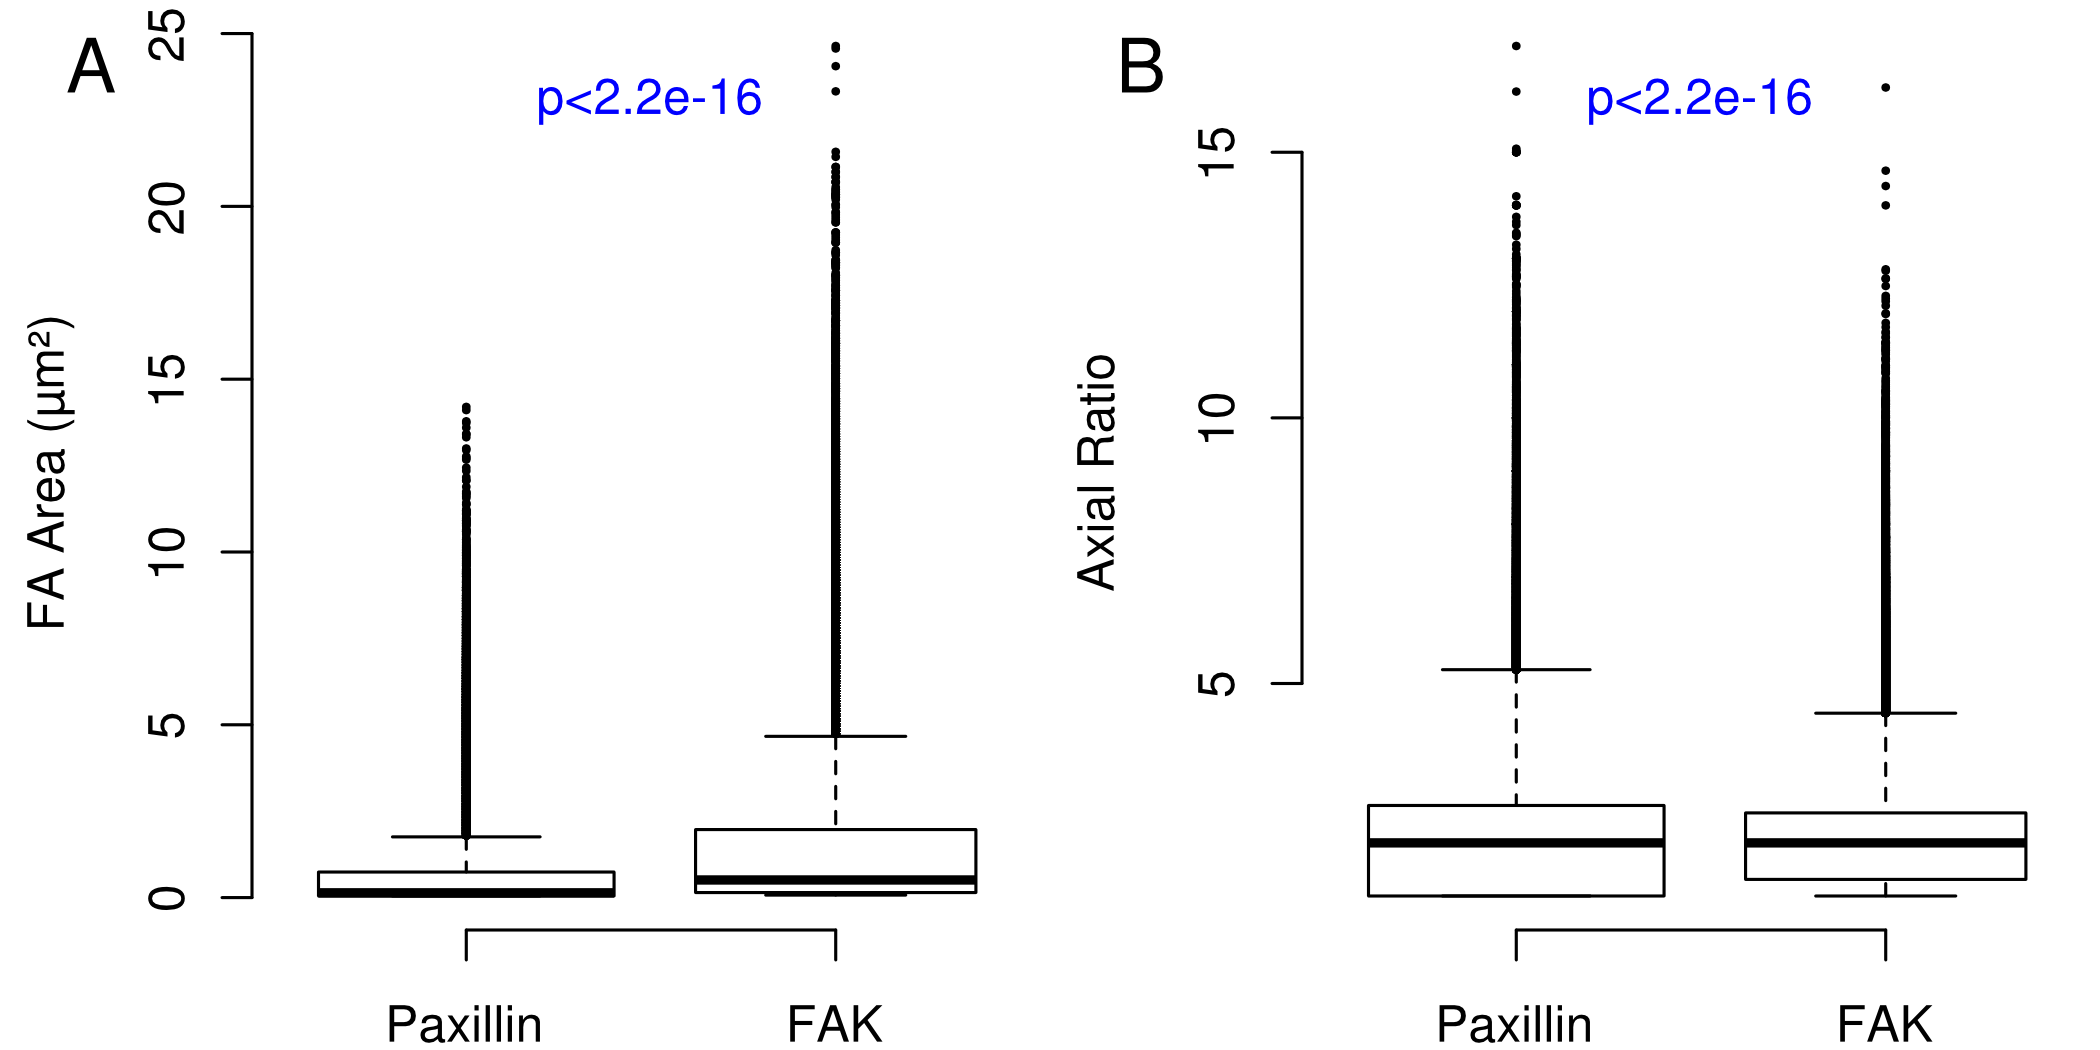 A
p<2.2e-16
FA Area (µm²)
25
20
15
10
5
0
Paxillin
FAK
B
p<2.2e-16
Axial Ratio
15
10
5
Paxillin
FAK